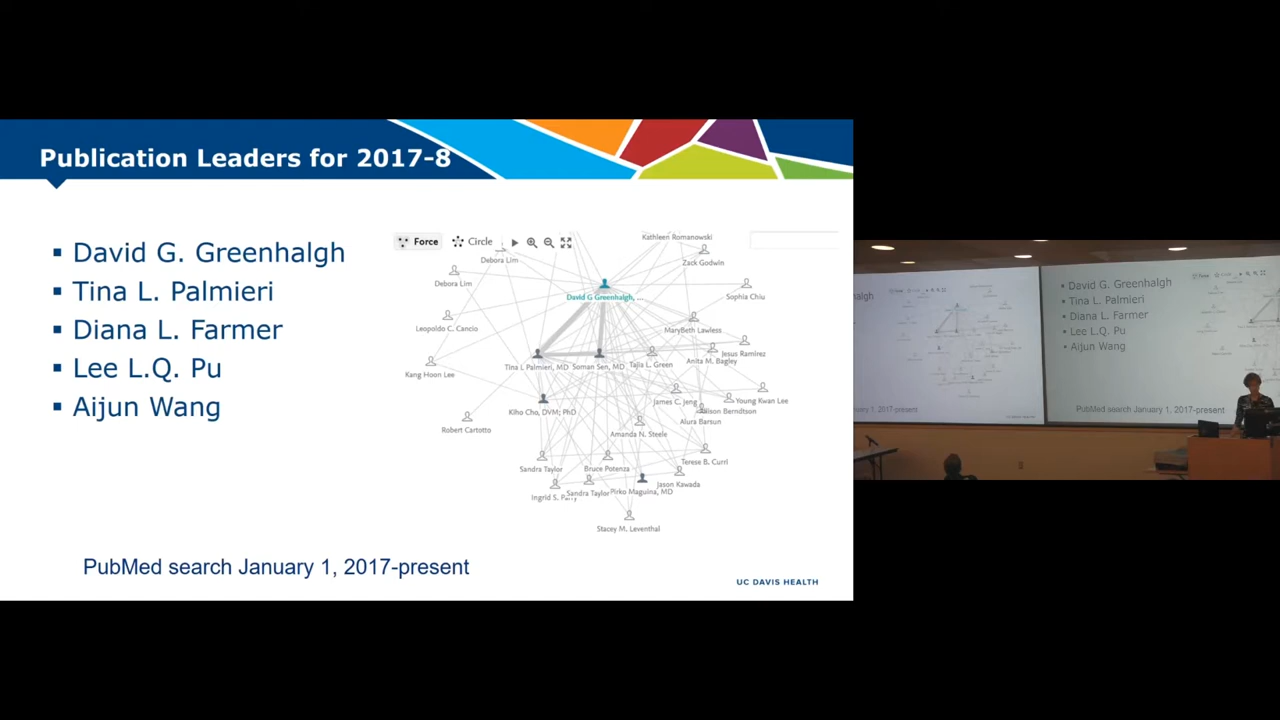 Publication Leaders for 2017-8
▪ David G. Greenhalgh
▪ Tina L. Palmieri
▪ Diana L. Farmer
▪ Lee L.Q. Pu
▪ Aijun Wang
Force
Circle
Kathleen Romanowski
Debora Lim
Zack Godwin
Debora Lim
David G Greenhalgh, ...
Sophia Chiu
Leopoldo C. Cancio
MaryBeth Lawless
Jesus Ramirez
Tina L Palmieri, MD
Soman Sen, MD
Tajia L. Green
Anita M. Bagley
Kang Hoon Lee
James C. Jeng
Young Kwan Lee
Kiho Cho, DVM; PhD
Alura Barsun
Robert Cartotto
Amanda N. Steele
Terese B. Curri
Sandra Taylor
Bruce Potenza
Jason Kawada
Sandra Taylor
Pirko Maguina, MD
Stacey M. Leventhal
PubMed search January 1, 2017-present
UC DAVIS HEALTH
David G. Greenhalgh
Tina L. Palmieri
Diana L. Farmer
Lee L.Q. Pu
Aijun Wang
PubMed search January 1, 2017-present